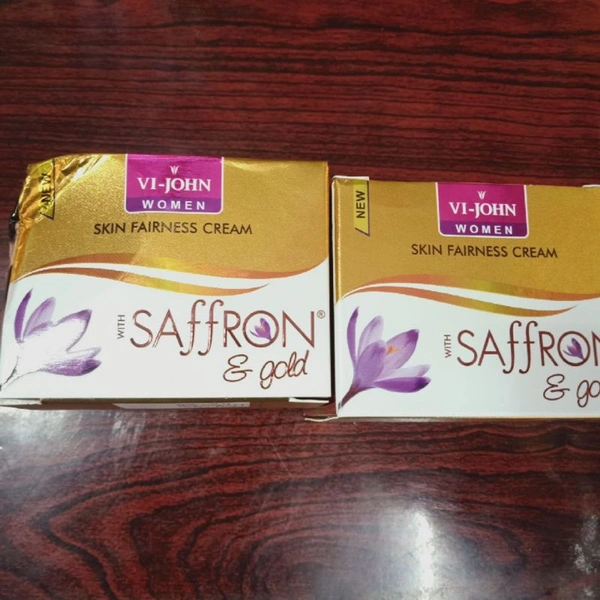 NEW
VI-JOHN
WOMEN
SKIN FAIRNESS CREAM
WITH
SAffRON®
& gold
NEW
VI-JOHN
WOMEN
SKIN FAIRNESS CREAM
WITH
SAffRON
& go